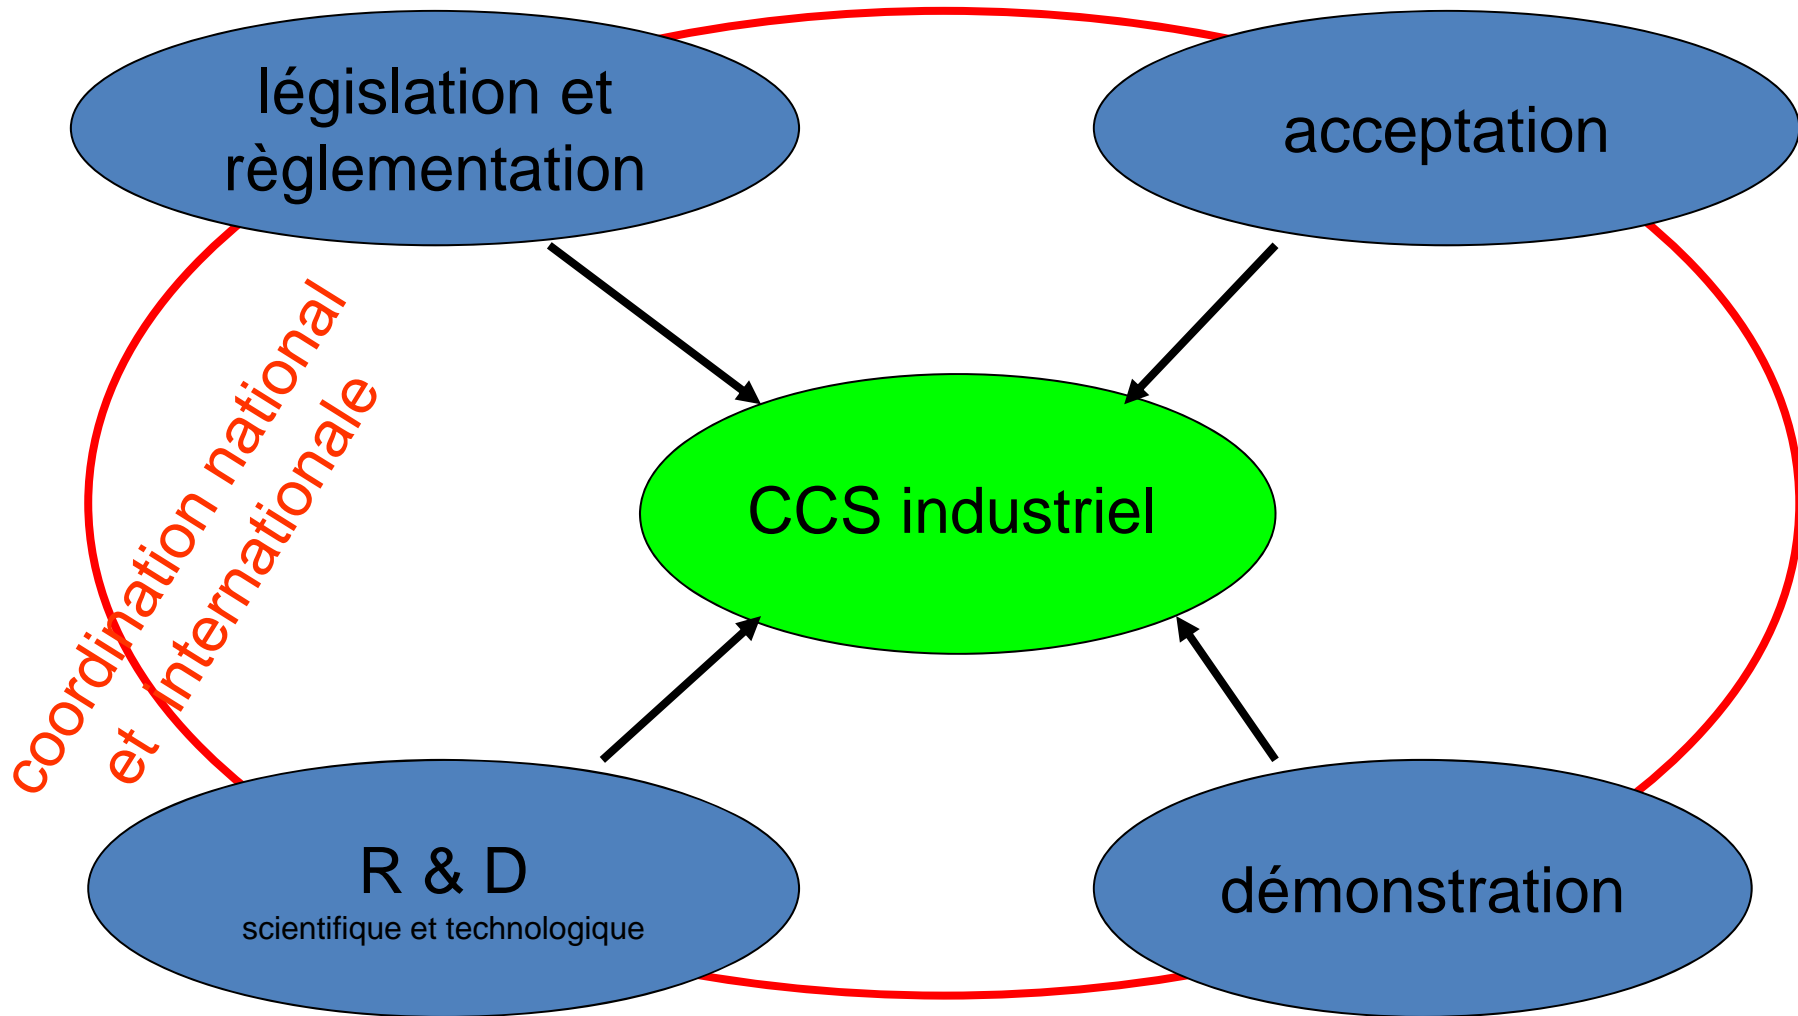 législation et
règlementation
acceptation
coordination national
et internationale
CCS industriel
R & D
scientifique et technologique
démonstration